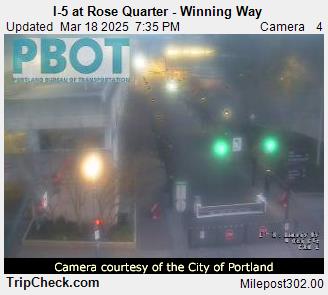 I-5 at Rose Quarter - Winning Way
Updated Mar 18 2025 7:35 PM Camera 4
PBOT
PORTLAND BUREAU OF TRANSPORTATION
Camera courtesy of the City of Portland
TripCheck.com Milepost302.00